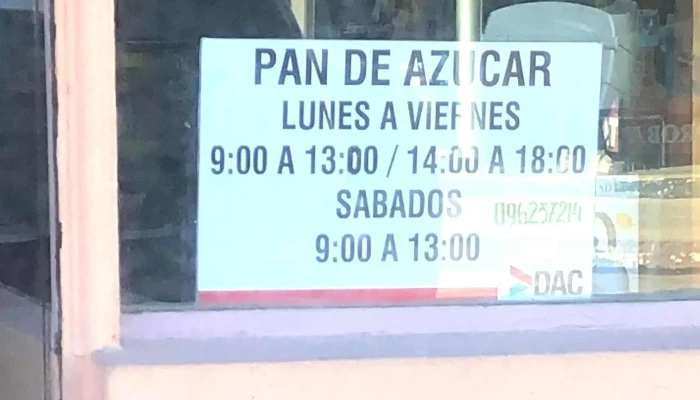 PAN DE AZUCAR
LUNES A VIERNES
9:00 A 13:00 / 14:00 A 18:00
SABADOS
096237214
9:00 A 13:00
DAC